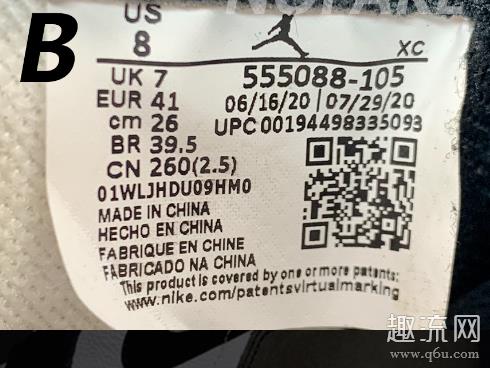 B
US
8
XC
UK 7
555088-105
EUR 41
06/16/20 | 07/29/20
cm 26
UPC 00194498335093
BR 39.5
CN 260(2.5)
01WLJHDU09HM0
MADE IN CHINA
HECHO EN CHINA
FABRIQUE EN CHINE
FABRICADO NA CHINA
This product is covered by one or more patents:
www.nike.com/patentsvirtualmarking
趣流网
www.q6u.com